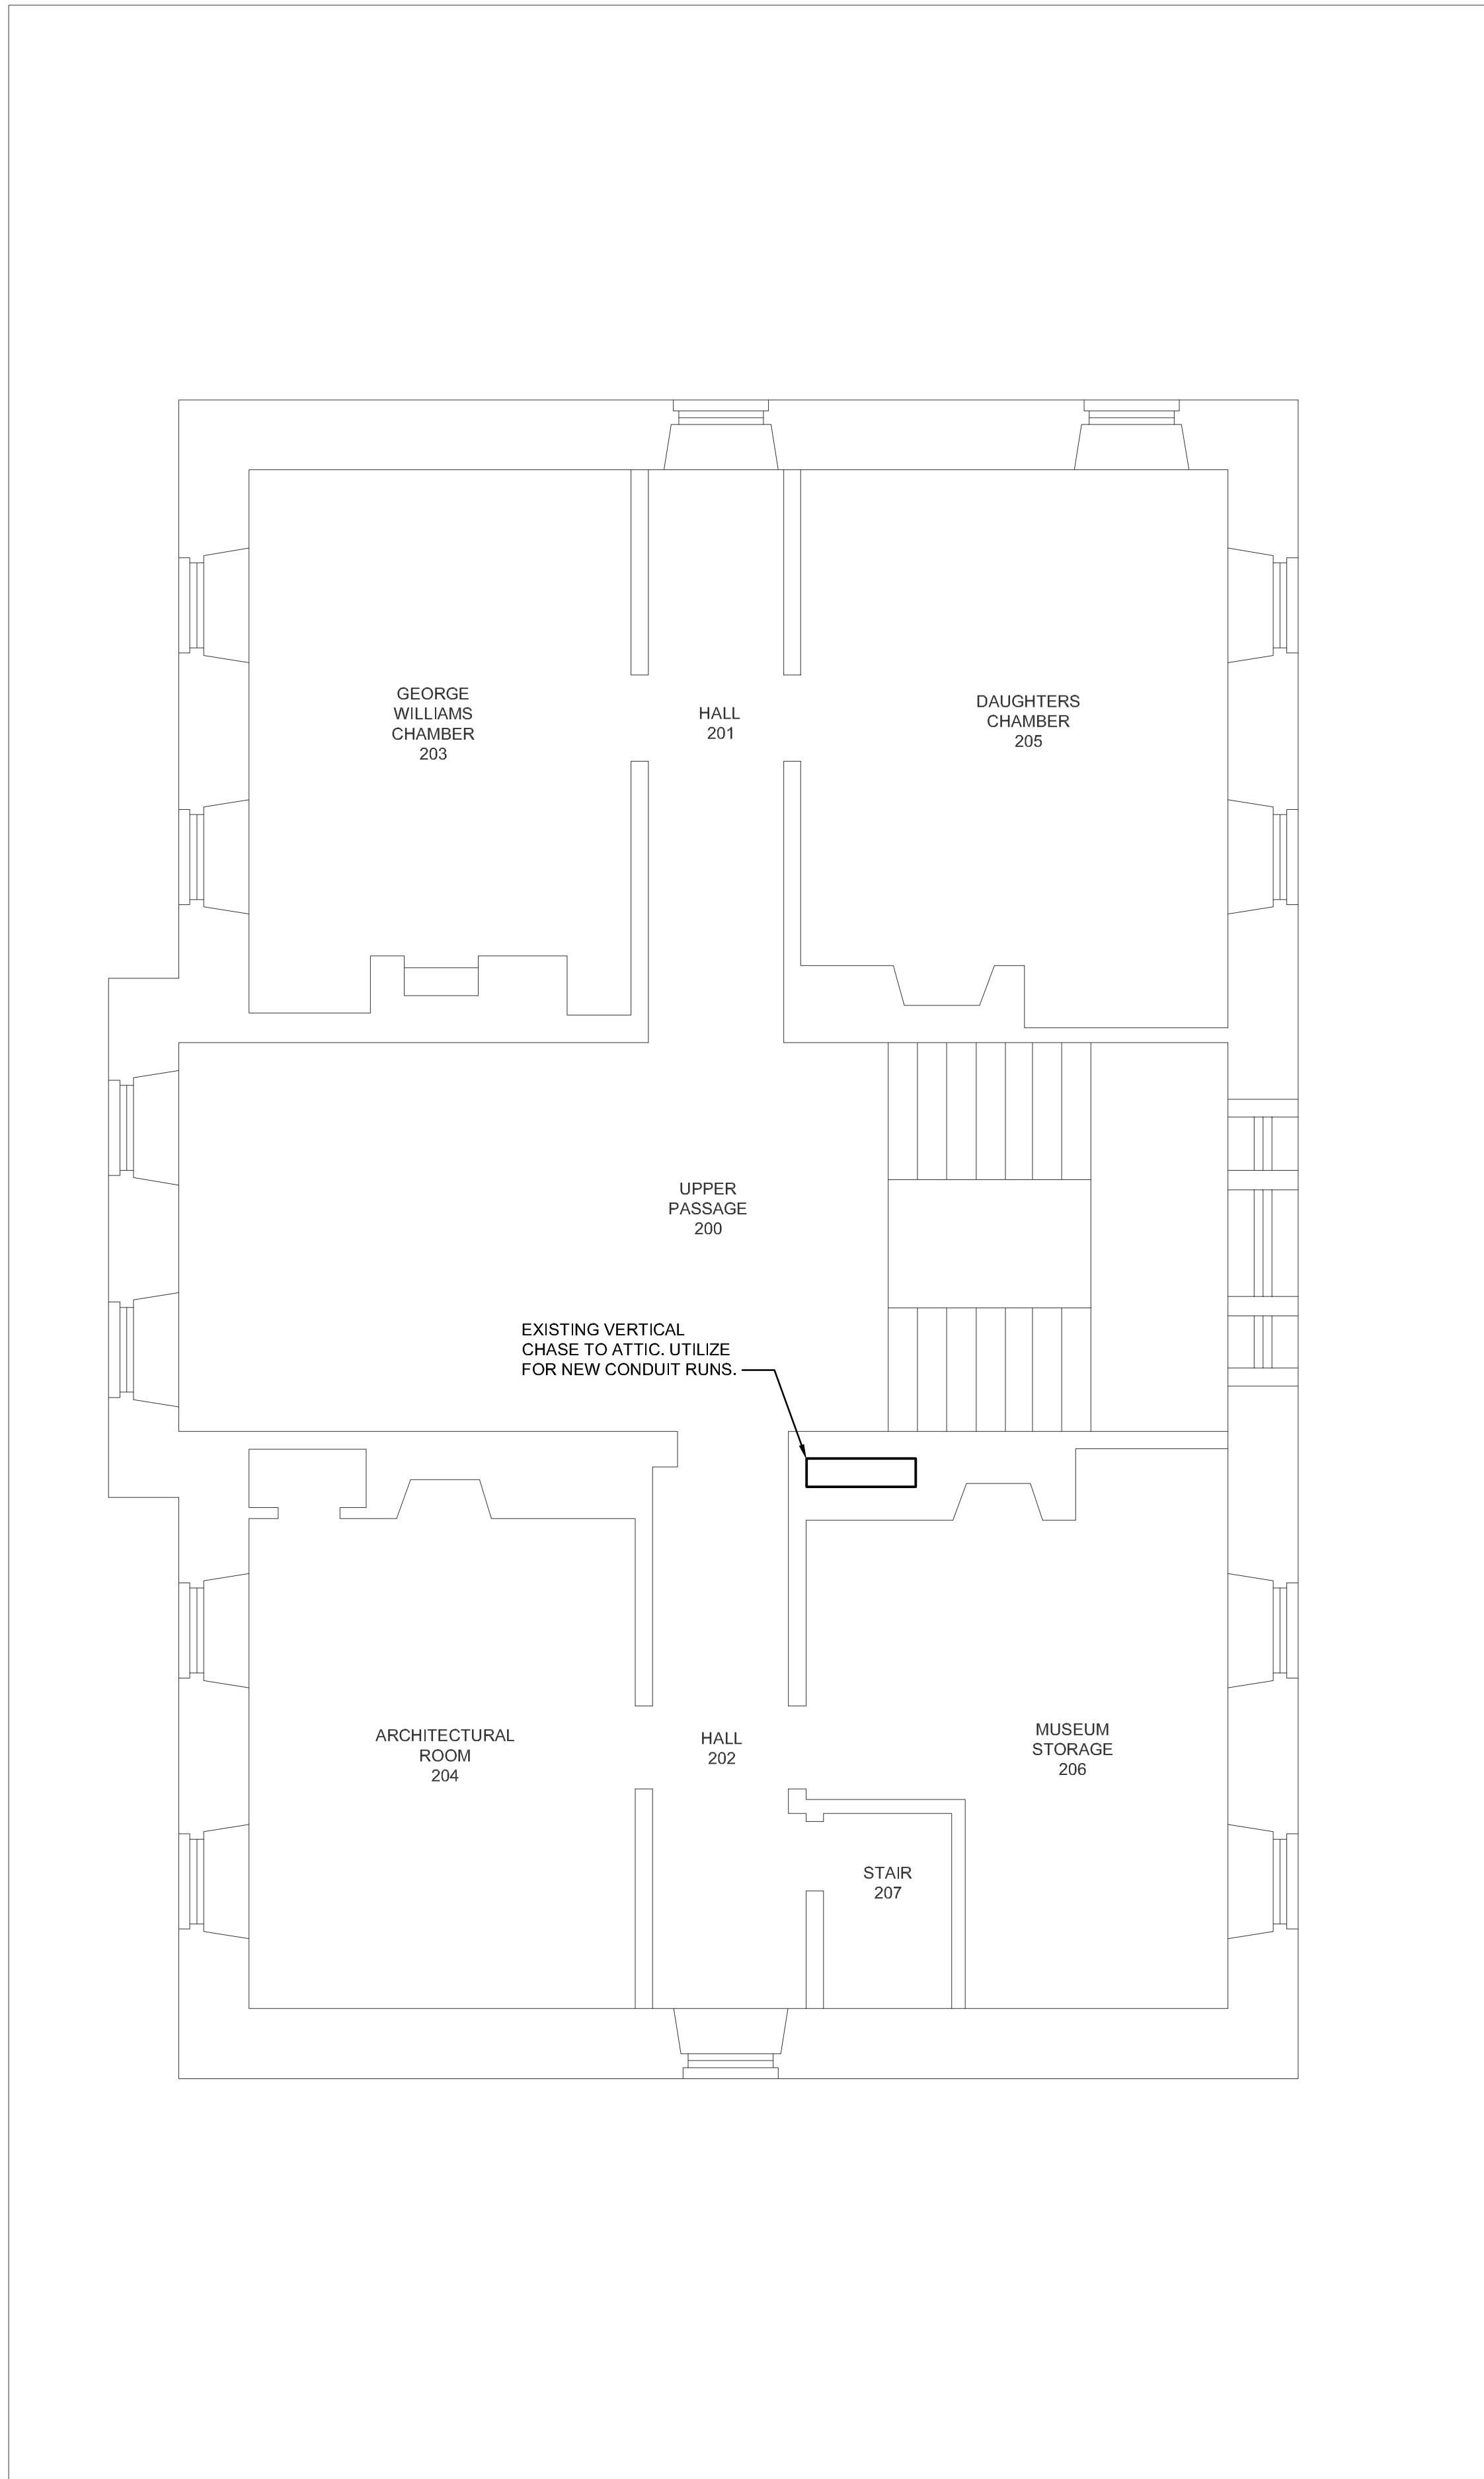 GEORGE
WILLIAMS
CHAMBER
203
HALL
201
DAUGHTERS
CHAMBER
205
UPPER
PASSAGE
200
EXISTING VERTICAL
CHASE TO ATTIC. UTILIZE
FOR NEW CONDUIT RUNS.
ARCHITECTURAL
ROOM
204
HALL
202
MUSEUM
STORAGE
206
STAIR
207